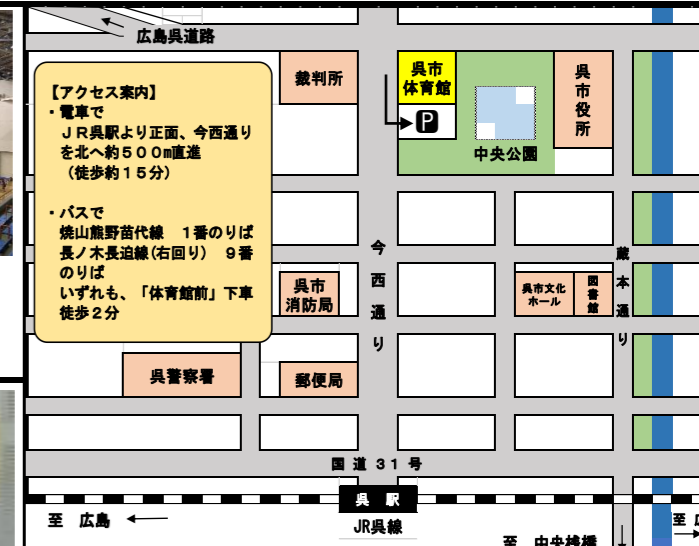 広島呉道路
【アクセス案内】
・電車で
ＪＲ呉駅より正面、今西通り
を北へ約５００ｍ直進
（徒歩約１５分）
・バスで
焼山熊野苗代線　１番のりば
長ノ木長迫線(右回り)　９番
のりば
いずれも、「体育館前」下車
徒歩２分
裁判所
呉市
体育館
P
中央公園
呉市役所
今西通り
蔵本通り
呉市
消防局
呉市文化
ホール
図書館
呉警察署
郵便局
国道31号
呉駅
JR呉線
至　広島
至　中央桟橋
至